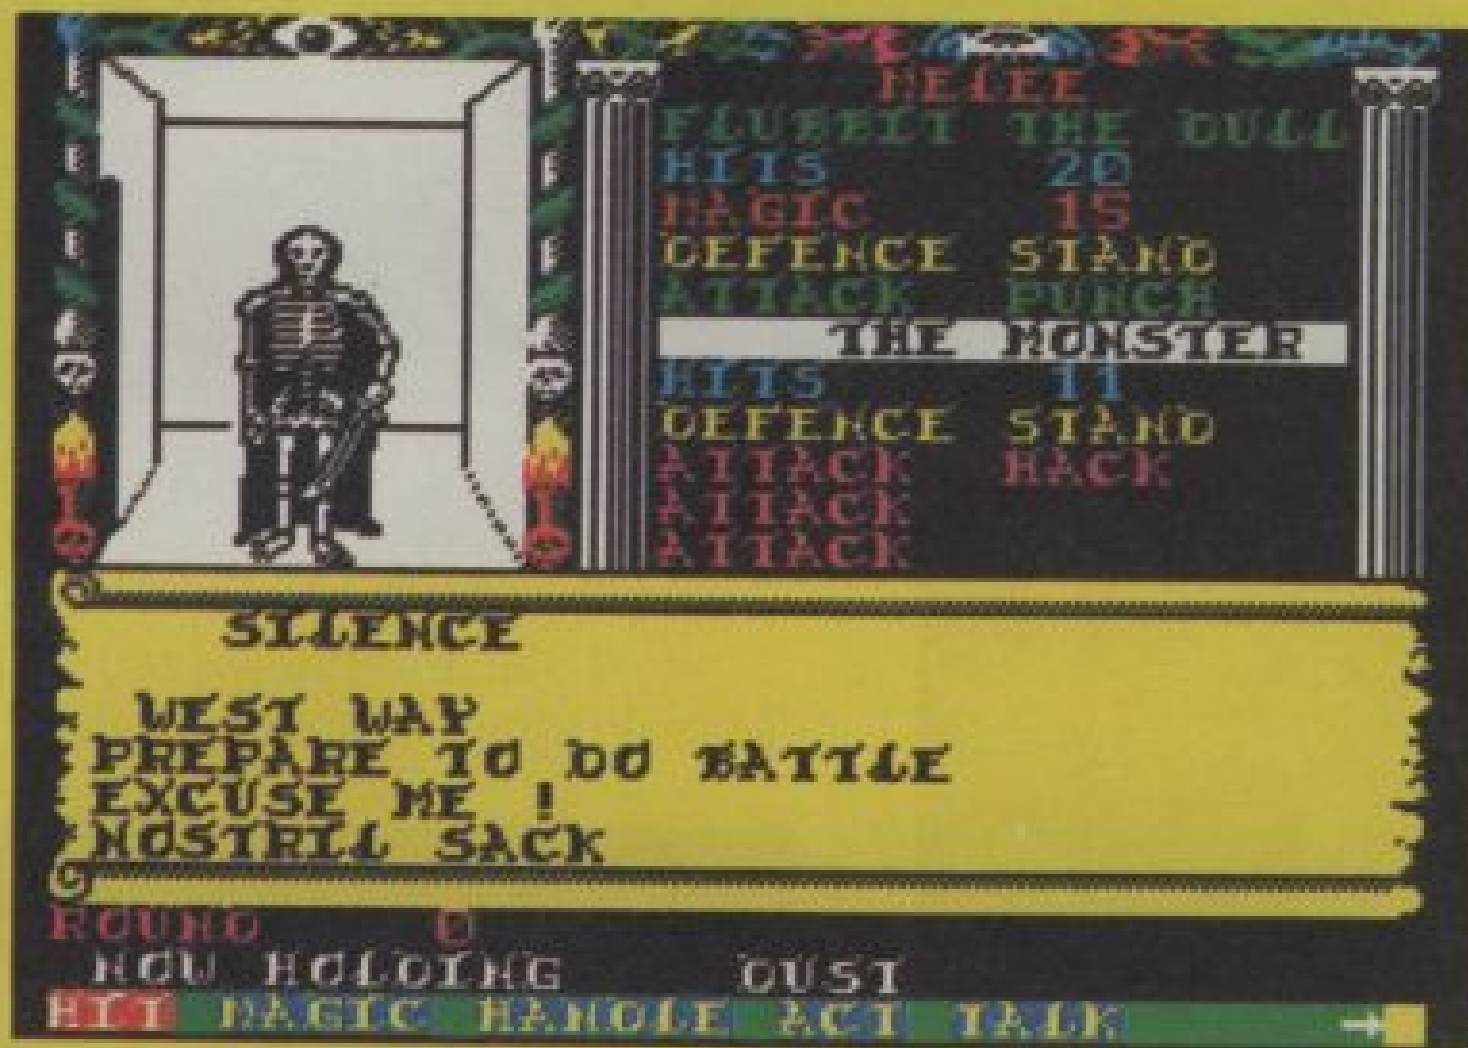 MELEE
FLUBBIT THE DULL
HITS 20
MAGIC 15
DEFENCE STAND
ATTACK PUNCH
THE MONSTER
HITS 11
DEFENCE STAND
ATTACK HACK
ATTACK
ATTACK
SILENCE
WEST WAY
PREPARE TO DO BATTLE
EXCUSE ME !
NOSTRIL SACK
ROUND 0
NOW HOLDING DUST
HIT MAGIC HANDLE ACT TALK →